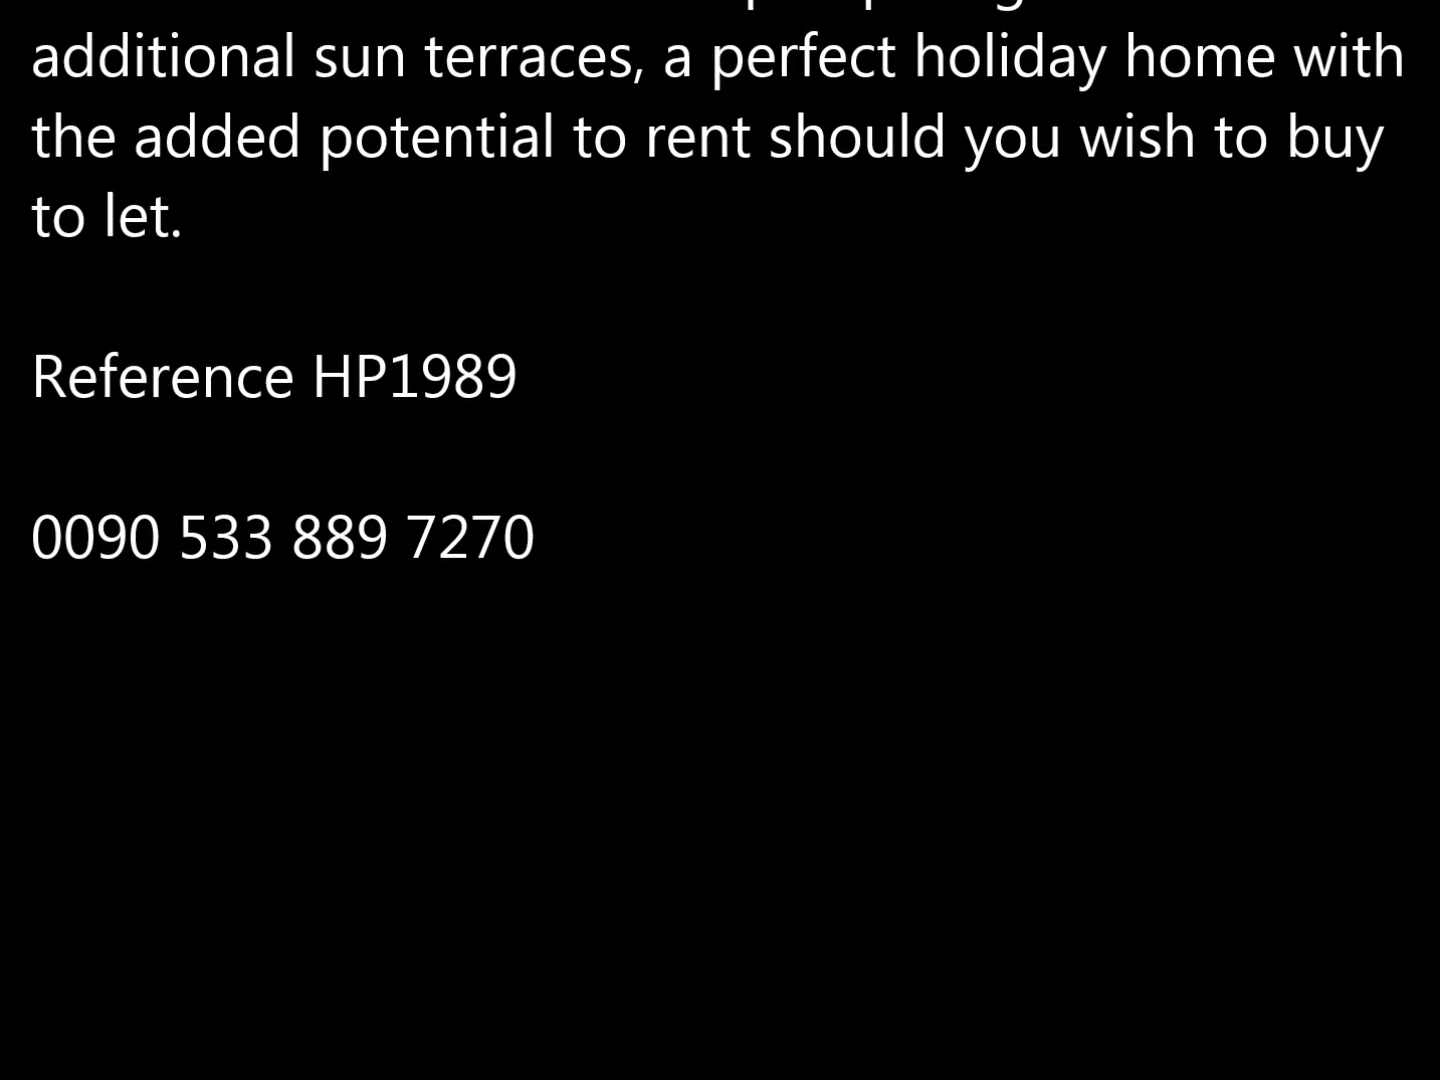 additional sun terraces, a perfect holiday home with
the added potential to rent should you wish to buy
to let.
Reference HP1989
0090 533 889 7270